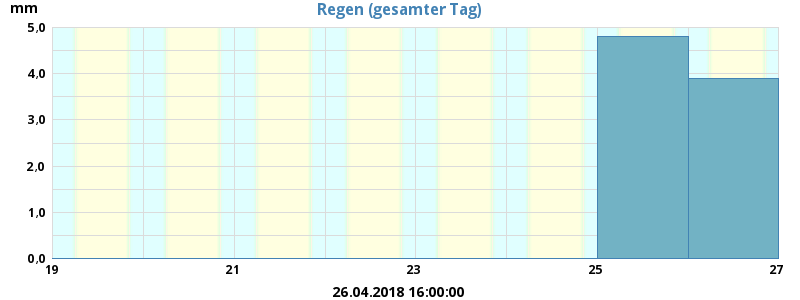 Regen (gesamter Tag)
mm
5,0
4,0
3,0
2,0
1,0
0,0
19 21 23 25 27
26.04.2018 16:00:00